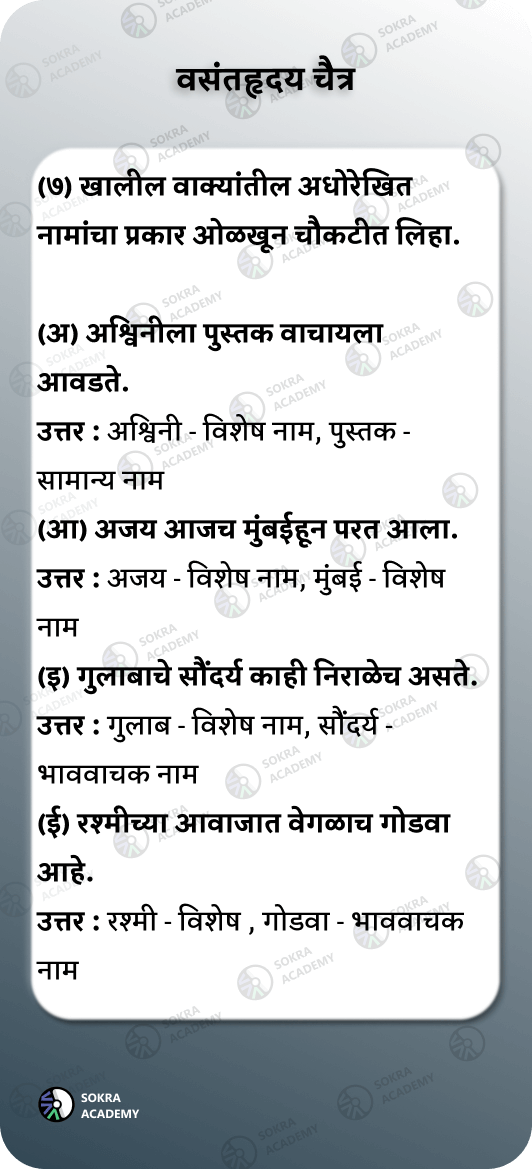 वसंतहृदय चैत्र
(७) खालील वाक्यांतील अधोरेखित
नामांचा प्रकार ओळखून चौकटीत लिहा.
(अ) अश्विनीला पुस्तक वाचायला
आवडते.
उत्तर : अश्विनी - विशेष नाम, पुस्तक -
सामान्य नाम
(आ) अजय आजच मुंबईहून परत आला.
उत्तर : अजय - विशेष नाम, मुंबई - विशेष
नाम
(इ) गुलाबाचे सौंदर्य काही निराळेच असते.
उत्तर : गुलाब - विशेष नाम, सौंदर्य -
भाववाचक नाम
(ई) रश्मीच्या आवाजात वेगळाच गोडवा
आहे.
उत्तर : रश्मी - विशेष , गोडवा - भाववाचक
नाम
SOKRA
ACADEMY